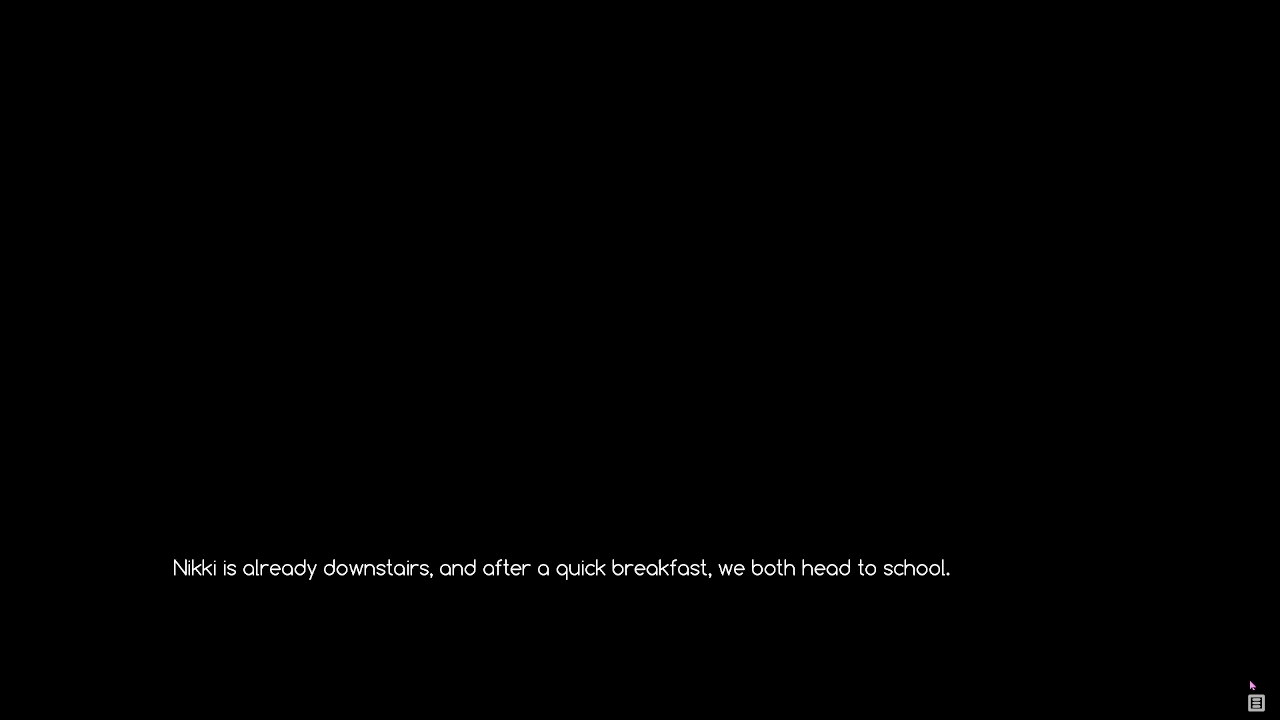 Nikki is already downstairs, and after a quick breakfast, we both head to school.